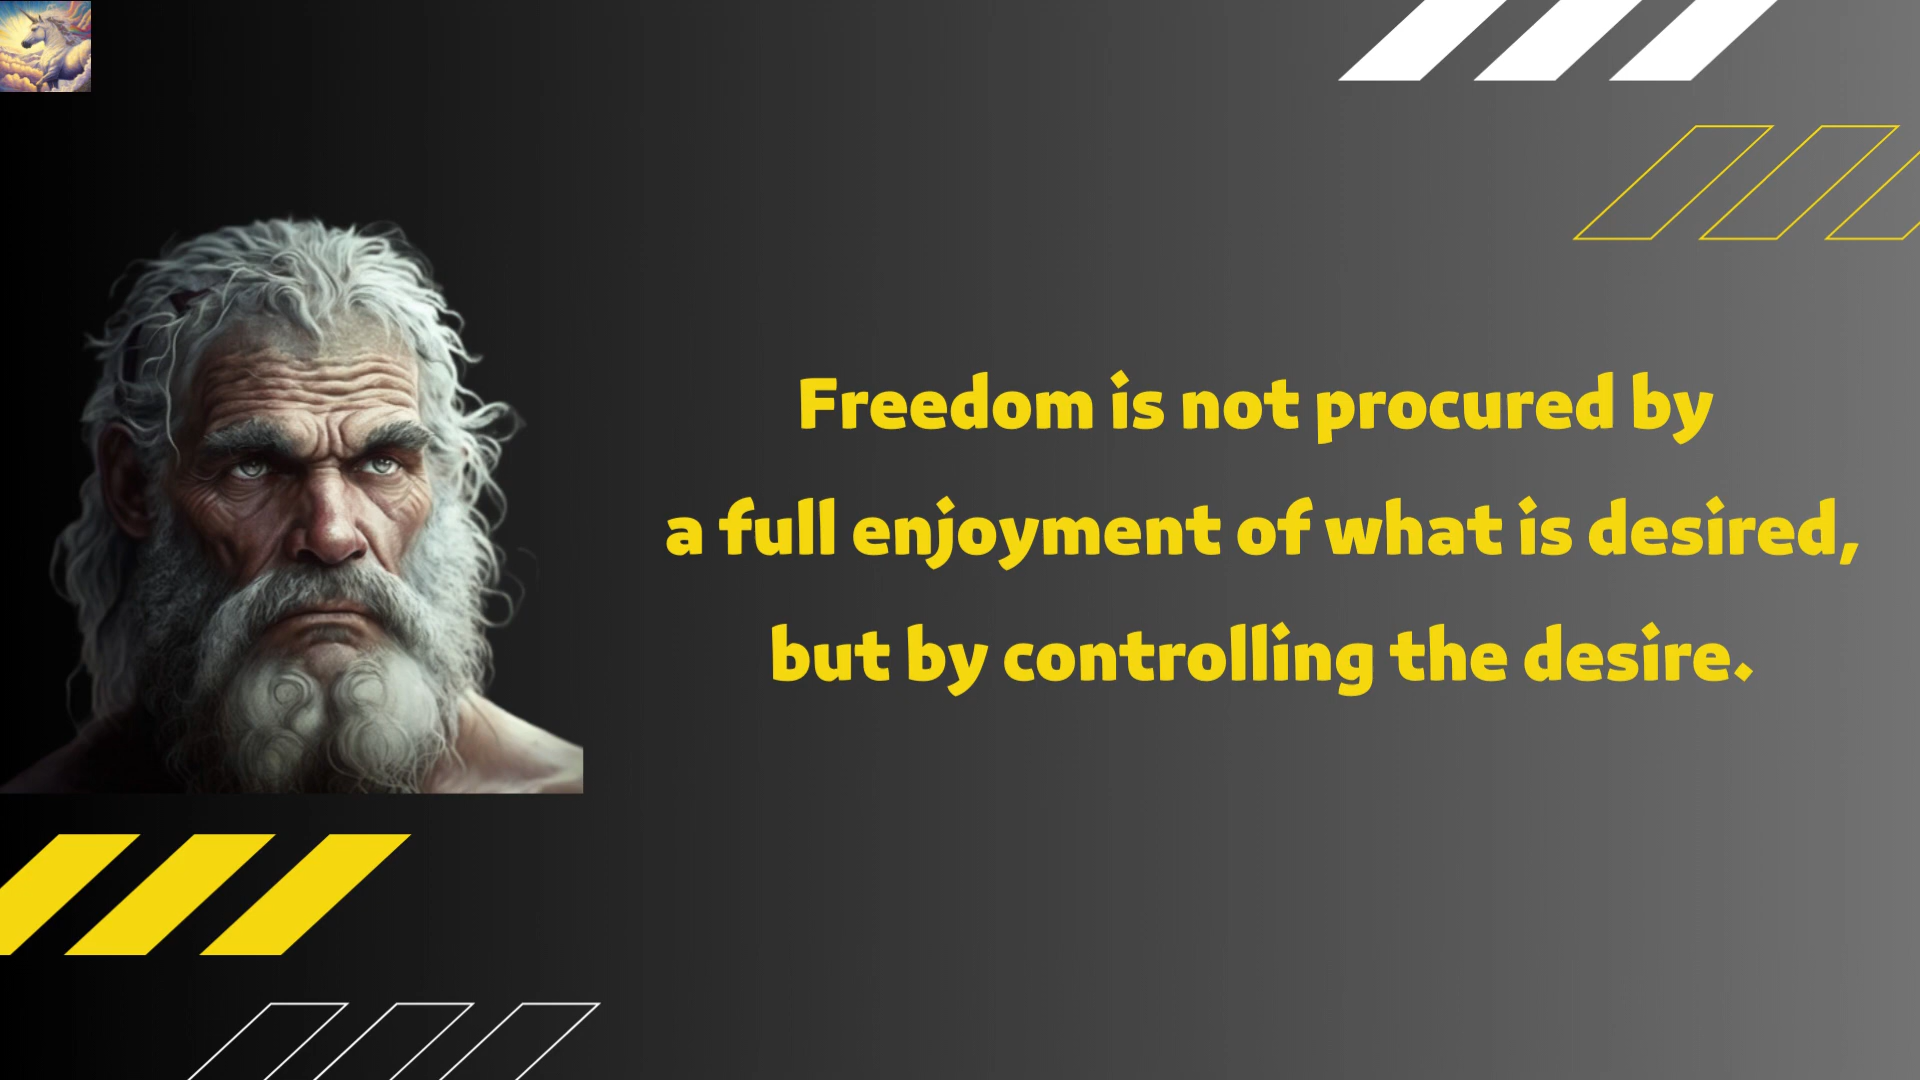 Freedom is not procured by
a full enjoyment of what is desired,
but by controlling the desire.